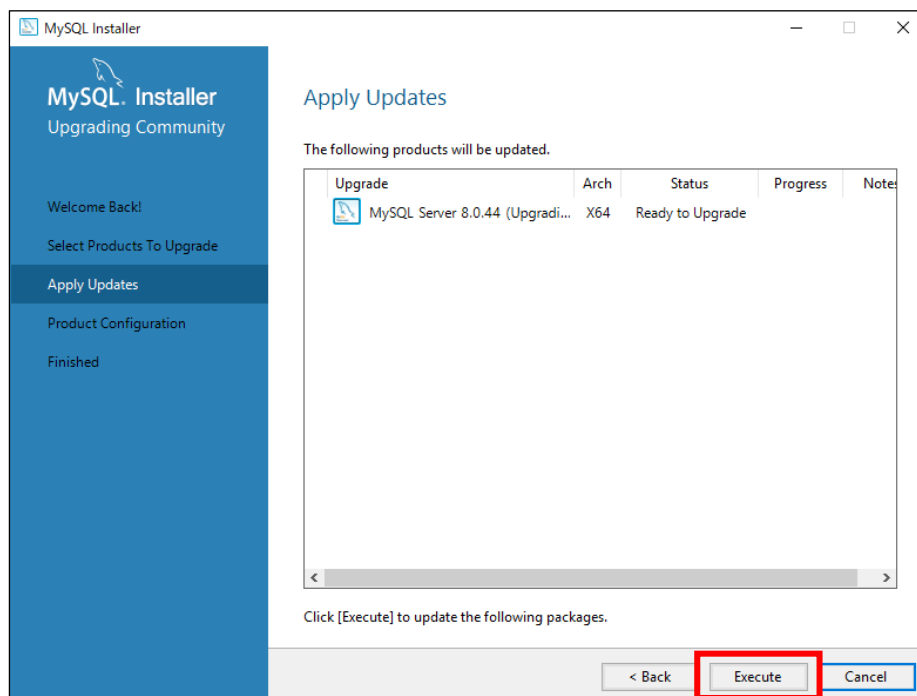 MySQL Installer
MySQL. Installer
Upgrading Community
Welcome Back!
Select Products To Upgrade
Apply Updates
Product Configuration
Finished
Apply Updates
The following products will be updated.
Upgrade Arch Status Progress Notes
MySQL Server 8.0.44 (Upgradi... X64 Ready to Upgrade
Click [Execute] to update the following packages.
< Back Execute Cancel